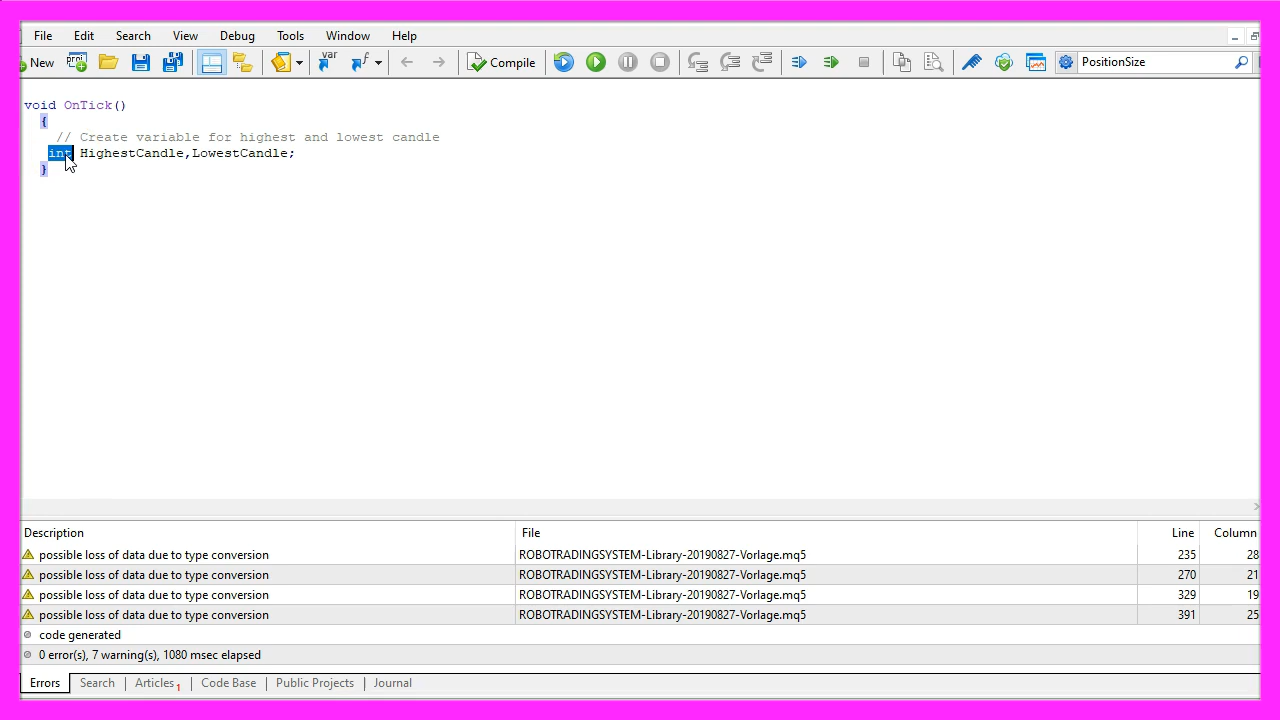 File Edit Search View Debug Tools Window Help
New Compile PositionSize
void OnTick()
{
// Create variable for highest and lowest candle
int HighestCandle,LowestCandle;
}
Description File Line Column
possible loss of data due to type conversion ROBOTRADINGSYSTEM-Library-20190827-Vorlage.mq5 235 28
possible loss of data due to type conversion ROBOTRADINGSYSTEM-Library-20190827-Vorlage.mq5 270 21
possible loss of data due to type conversion ROBOTRADINGSYSTEM-Library-20190827-Vorlage.mq5 329 19
possible loss of data due to type conversion ROBOTRADINGSYSTEM-Library-20190827-Vorlage.mq5 391 25
code generated
0 error(s), 7 warning(s), 1080 msec elapsed
Errors Search Articles 1 Code Base Public Projects Journal